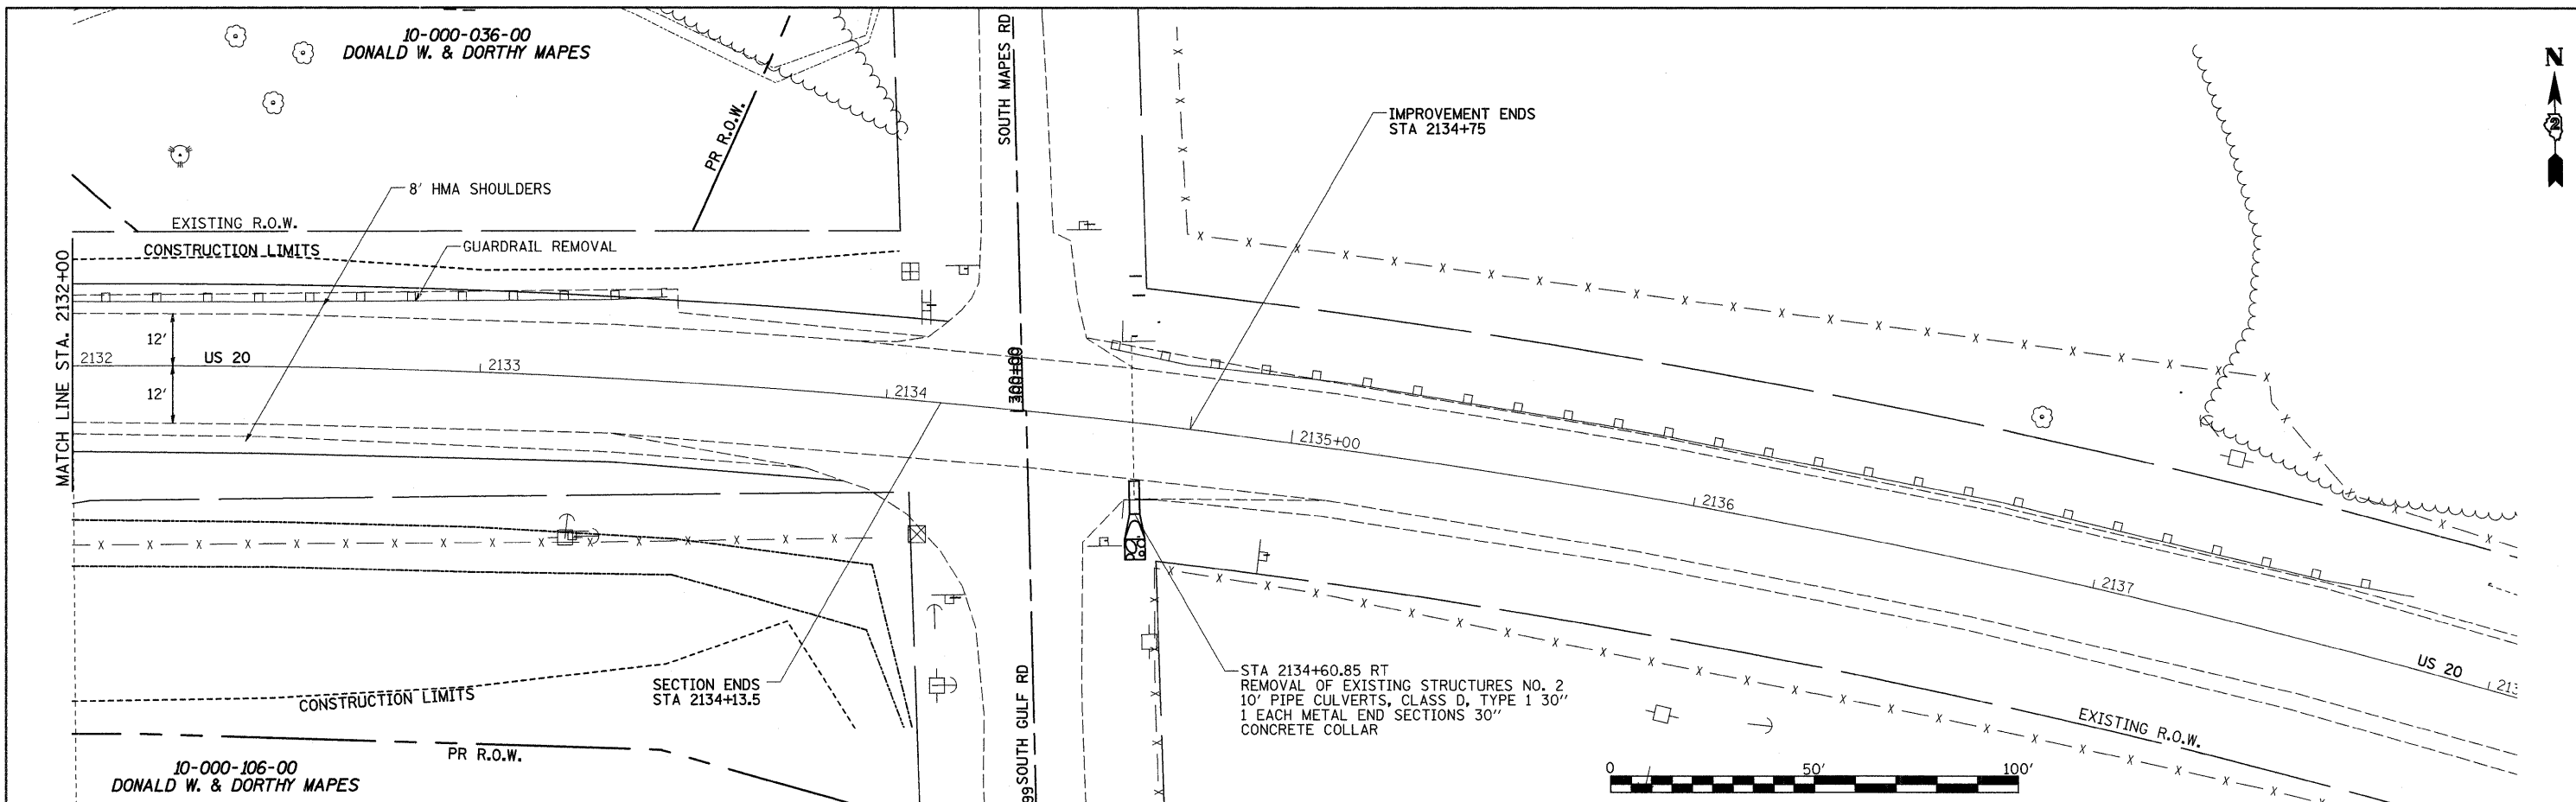 10-000-036-00
DONALD W. & DORTHY MAPES
SOUTH MAPES RD
N
2
PR R.O.W.
IMPROVEMENT ENDS
STA 2134+75
8' HMA SHOULDERS
EXISTING R.O.W.
CONSTRUCTION LIMITS
GUARDRAIL REMOVAL
MATCH LINE STA. 2132+00
12'
2132
US 20
2133
12'
2134
2135+00
2136
2137
US 20
SECTION ENDS
STA 2134+13.5
STA 2134+60.85 RT
REMOVAL OF EXISTING STRUCTURES NO. 2
10' PIPE CULVERTS, CLASS D, TYPE 1 30"
1 EACH METAL END SECTIONS 30"
CONCRETE COLLAR
CONSTRUCTION LIMITS
SOUTH GULF RD
99
EXISTING R.O.W.
PR R.O.W.
10-000-106-00
DONALD W. & DORTHY MAPES
0
50'
100'